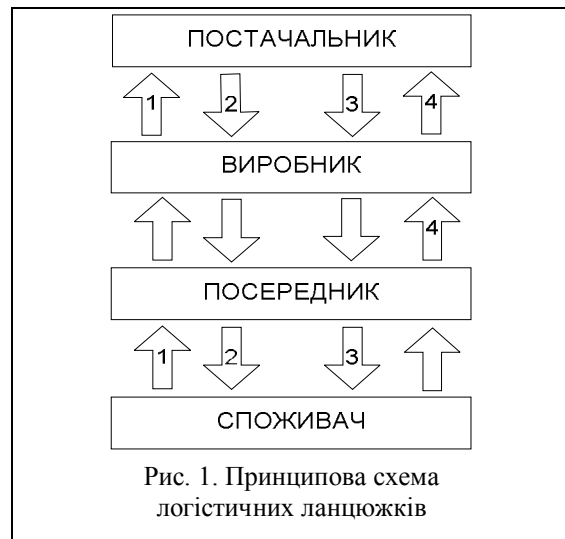 ПОСТАЧАЛЬНИК
1 2 3 4
ВИРОБНИК
4
ПОСЕРЕДНИК
1 2 3
СПОЖИВАЧ
Рис. 1. Принципова схема
логістичних ланцюжків